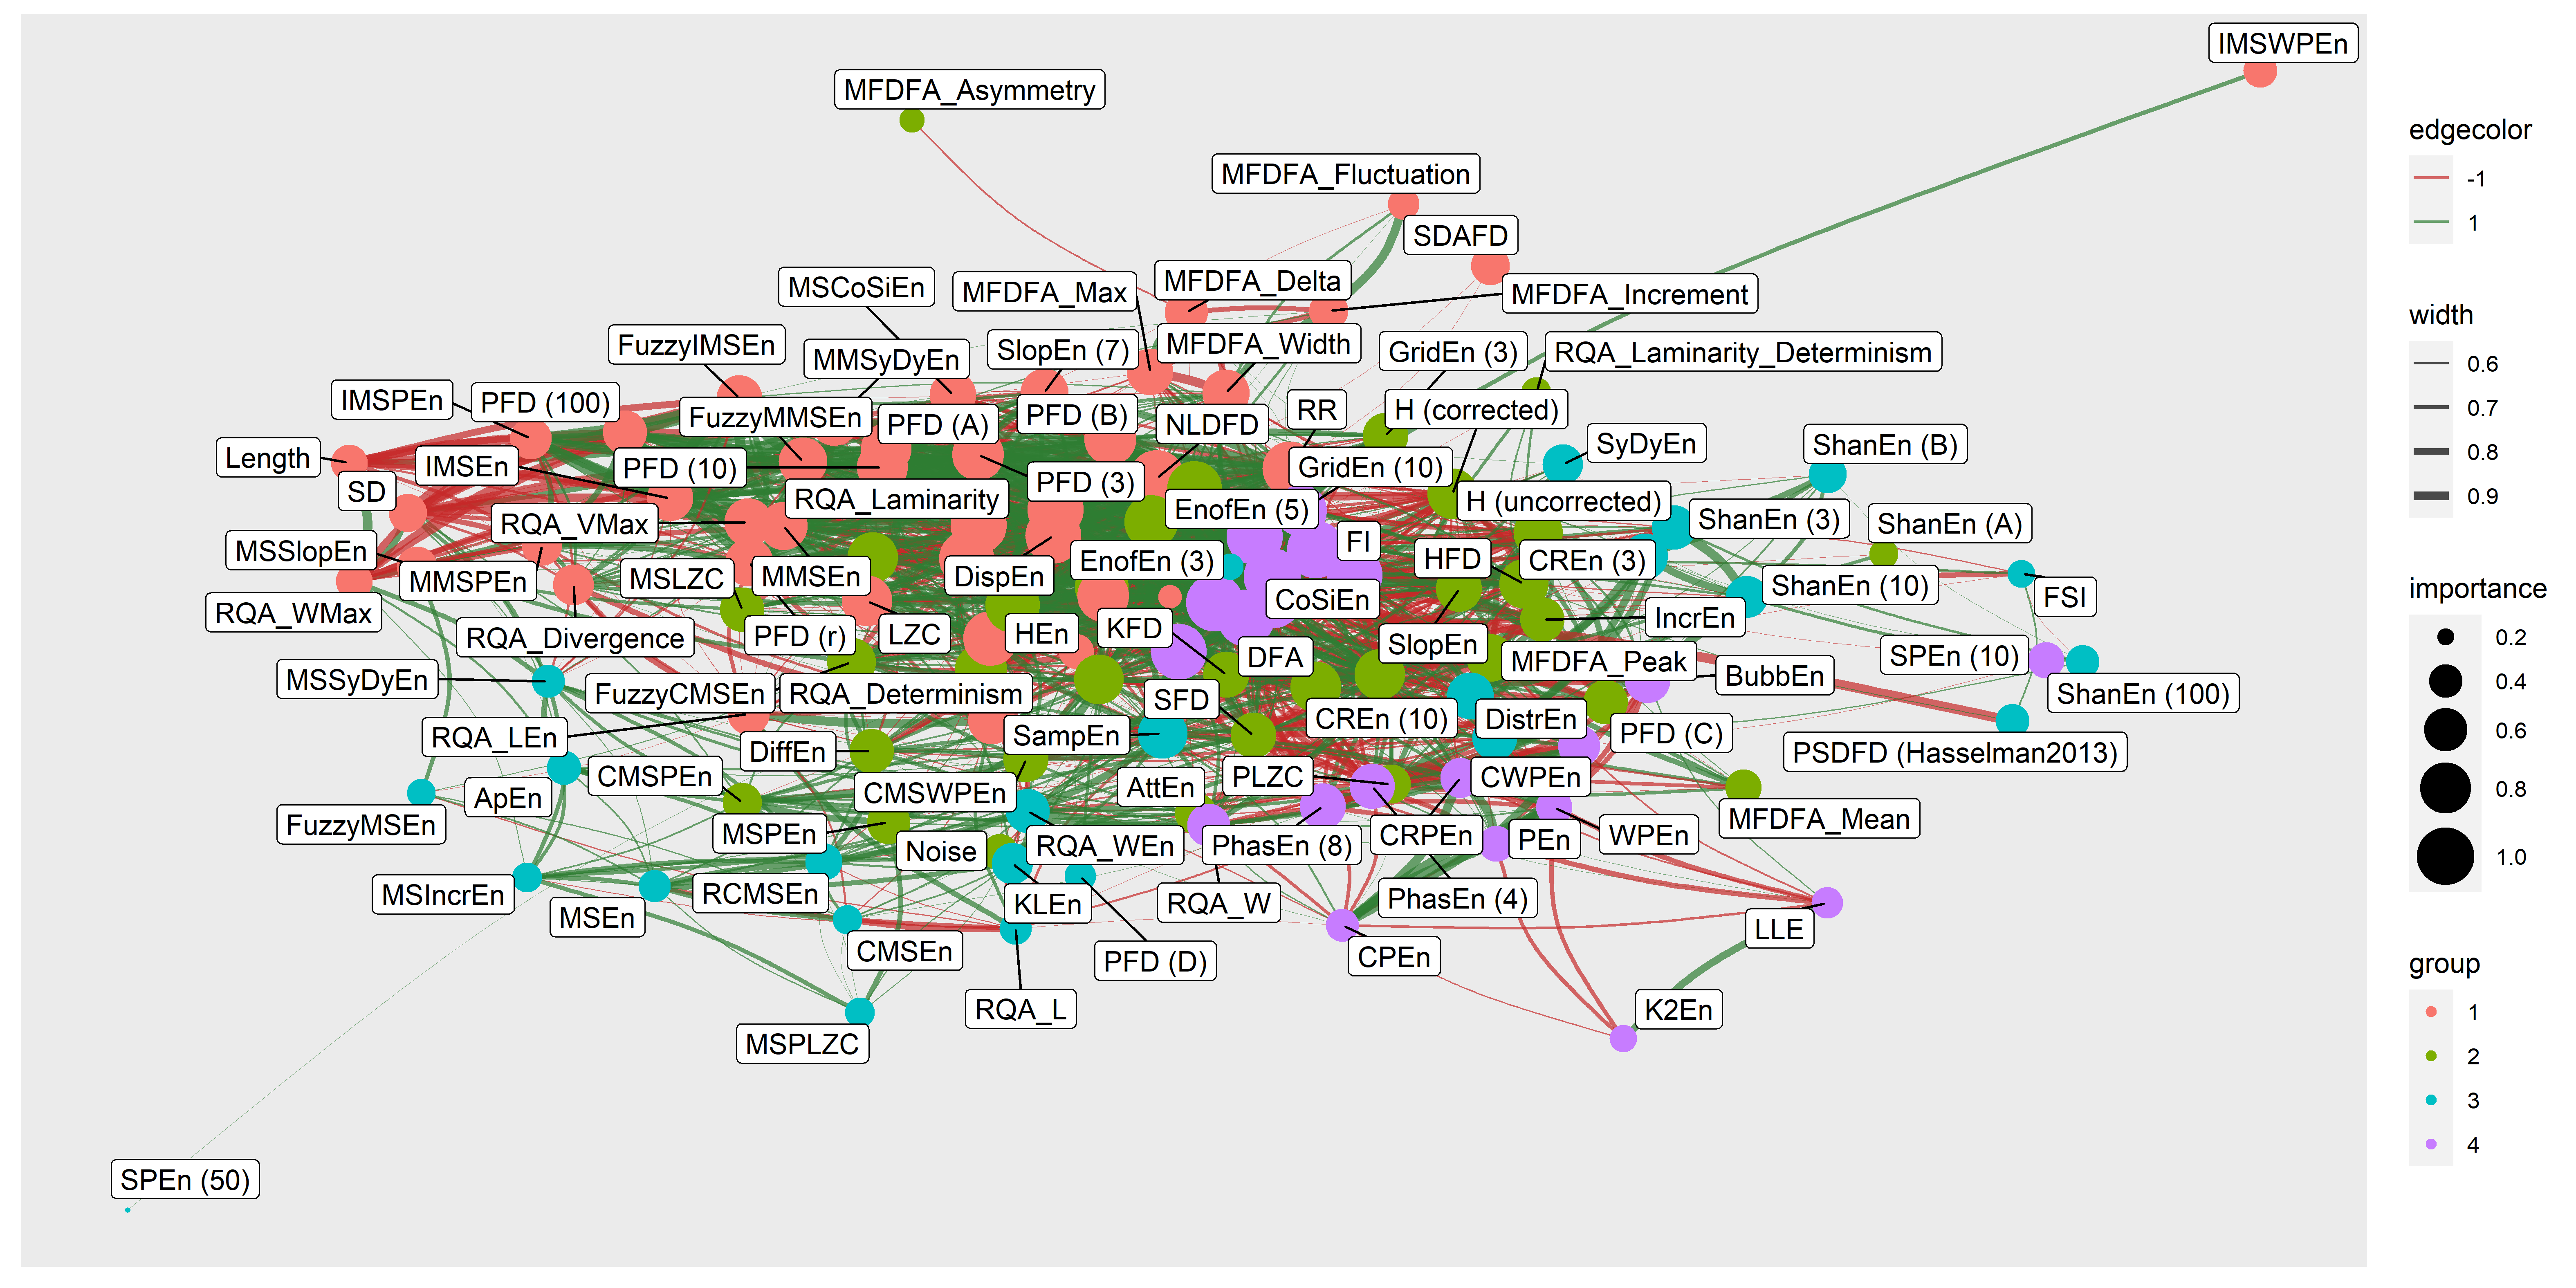 IMSWPEn
MFDFA_Asymmetry
MFDFA_Fluctuation
SDAFD
MSCoSiEn
MFDFA_Max
MFDFA_Delta
MFDFA_Increment
FuzzyIMSEn
MMSyDyEn
SlopEn (7)
MFDFA_Width
GridEn (3)
RQA_Laminarity_Determinism
IMSPEn
PFD (100)
FuzzyMMSEn
PFD (A)
PFD (B)
NLDFD
RR
H (corrected)
Length
IMSEn
PFD (10)
PFD (3)
GridEn (10)
SyDyEn
ShanEn (B)
SD
RQA_VMax
RQA_Laminarity
EnofEn (5)
H (uncorrected)
ShanEn (3)
ShanEn (A)
MSSlopEn
MMSPEn
MSLZC
MMSEn
DispEn
EnofEn (3)
FI
HFD
CREn (3)
ShanEn (10)
FSI
RQA_WMax
RQA_Divergence
PFD (r)
LZC
HEn
KFD
CoSiEn
SlopEn
IncrEn
MSSyDyEn
FuzzyCMSEn
RQA_Determinism
SFD
DFA
MFDFA_Peak
BubbEn
SPEn (10)
ShanEn (100)
RQA_LEn
DiffEn
SampEn
CREn (10)
DistrEn
PFD (C)
PSDFD (Hasselman2013)
FuzzyMSEn
ApEn
CMSPEn
CMSWPEn
AttEn
PLZC
CWPEn
MFDFA_Mean
MSPEn
Noise
RQA_WEn
PhasEn (8)
CRPEn
PEn
WPEn
MSIncrEn
MSEn
RCMSEn
KLEn
RQA_W
PhasEn (4)
LLE
CMSEn
PFD (D)
CPEn
MSPLZC
RQA_L
K2En
SPEn (50)
edgecolor
-1
1
width
0.6
0.7
0.8
0.9
importance
0.2
0.4
0.6
0.8
1.0
group
1
2
3
4